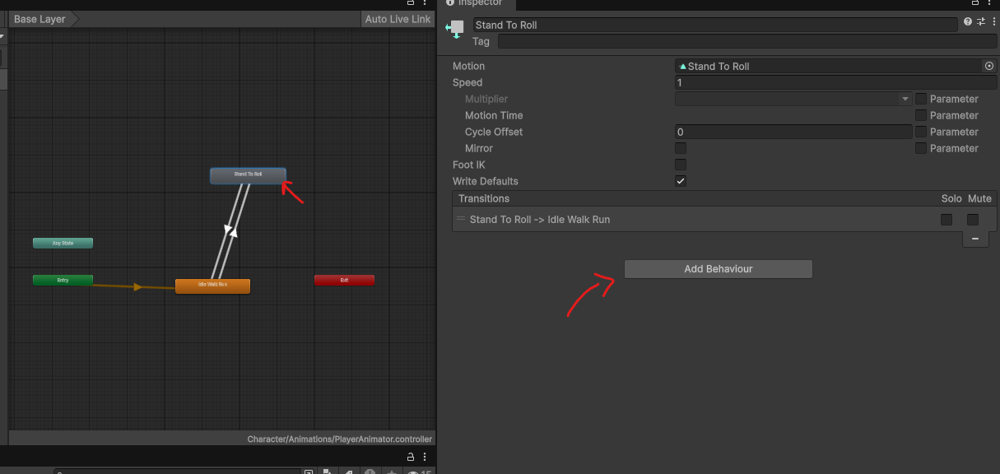 Base Layer
Auto Live Link
Stand To Roll
Any State
Entry
Idle Walk Run
Exit
Character/Animations/PlayerAnimator.controller
15
Inspector
Stand To Roll
Tag
Motion Stand To Roll
Speed 1
Multiplier Parameter
Motion Time Parameter
Cycle Offset 0 Parameter
Mirror Parameter
Foot IK
Write Defaults
Transitions Solo Mute
Stand To Roll -> Idle Walk Run
Add Behaviour